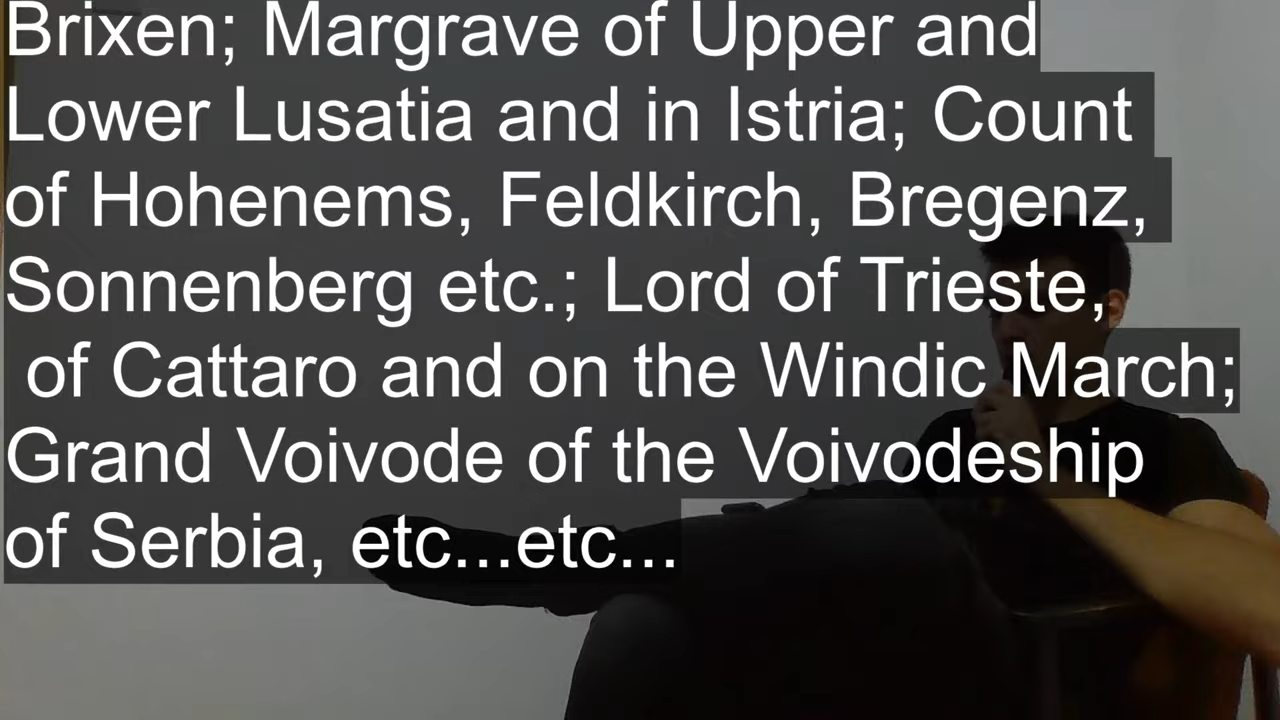 Brixen; Margrave of Upper and
Lower Lusatia and in Istria; Count
of Hohenems, Feldkirch, Bregenz,
Sonnenberg etc.; Lord of Trieste,
of Cattaro and on the Windic March;
Grand Voivode of the Voivodeship
of Serbia, etc...etc...